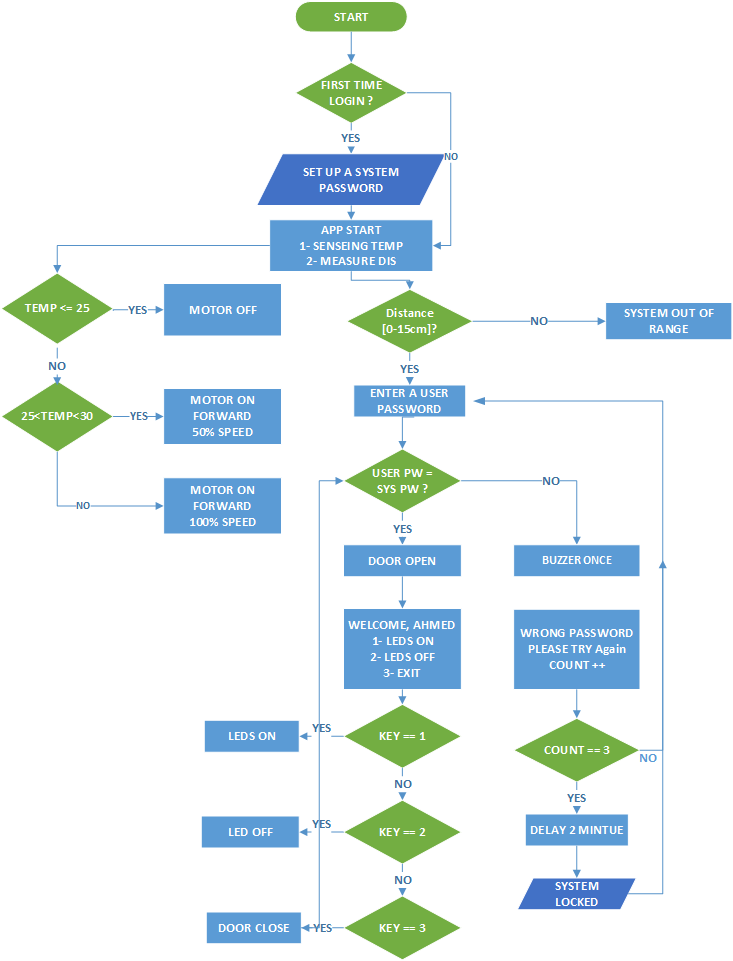 START
FIRST TIME
LOGIN ?
YES
NO
SET UP A SYSTEM
PASSWORD
APP START
1- SENSEING TEMP
2- MEASURE DIS
TEMP <= 25
YES
MOTOR OFF
NO
25<TEMP<30
YES
MOTOR ON
FORWARD
50% SPEED
NO
MOTOR ON
FORWARD
100% SPEED
Distance
[0-15cm]?
NO
SYSTEM OUT OF
RANGE
YES
ENTER A USER
PASSWORD
USER PW =
SYS PW ?
NO
YES
DOOR OPEN
BUZZER ONCE
WELCOME, AHMED
1- LEDS ON
2- LEDS OFF
3- EXIT
WRONG PASSWORD
PLEASE TRY Again
COUNT ++
KEY == 1
YES
LEDS ON
NO
COUNT == 3
NO
YES
KEY == 2
YES
LED OFF
NO
DELAY 2 MINTUE
SYSTEM
LOCKED
KEY == 3
YES
DOOR CLOSE